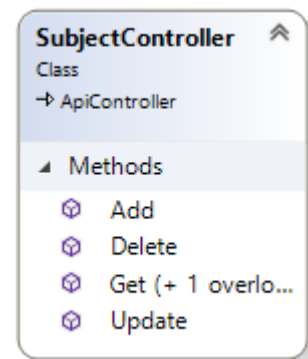 SubjectController
Class
ApiController
Methods
Add
Delete
Get (+ 1 overlo...
Update